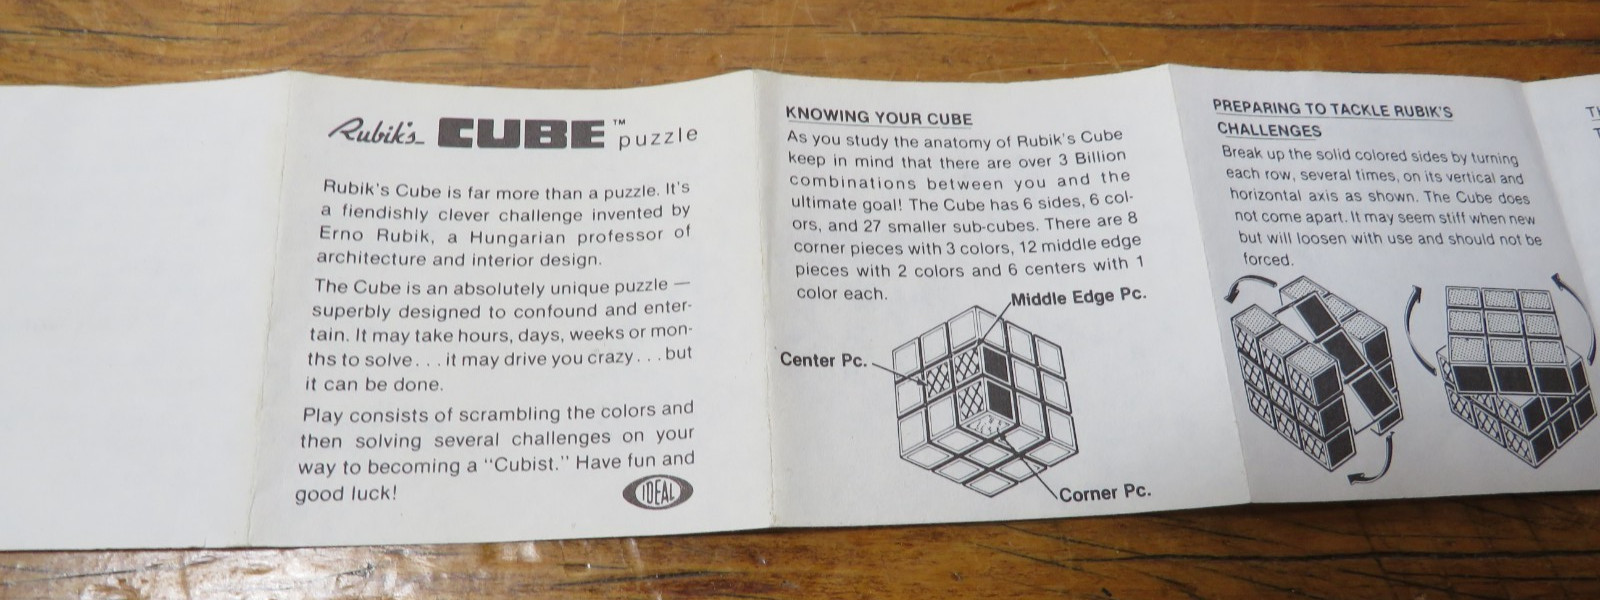 Rubik's CUBE™ puzzle
Rubik's Cube is far more than a puzzle. It's
a fiendishly clever challenge invented by
Erno Rubik, a Hungarian professor of
architecture and interior design.
The Cube is an absolutely unique puzzle —
superbly designed to confound and enter-
tain. It may take hours, days, weeks or mon-
ths to solve...it may drive you crazy...but
it can be done.
Play consists of scrambling the colors and
then solving several challenges on your
way to becoming a "Cubist." Have fun and
good luck!
IDEAL
KNOWING YOUR CUBE
As you study the anatomy of Rubik's Cube
keep in mind that there are over 3 Billion
combinations between you and the
ultimate goal! The Cube has 6 sides, 6 col-
ors, and 27 smaller sub-cubes. There are 8
corner pieces with 3 colors, 12 middle edge
pieces with 2 colors and 6 centers with 1
color each.
Middle Edge Pc.
Center Pc.
Corner Pc.
PREPARING TO TACKLE RUBIK'S
CHALLENGES
Break up the solid colored sides by turning
each row, several times, on its vertical and
horizontal axis as shown. The Cube does
not come apart. It may seem stiff when new
but will loosen with use and should not be
forced.